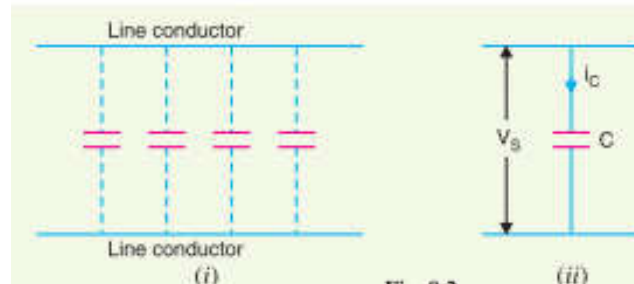 Line conductor
i_C
V_S
C
Line conductor
(i)
(ii)